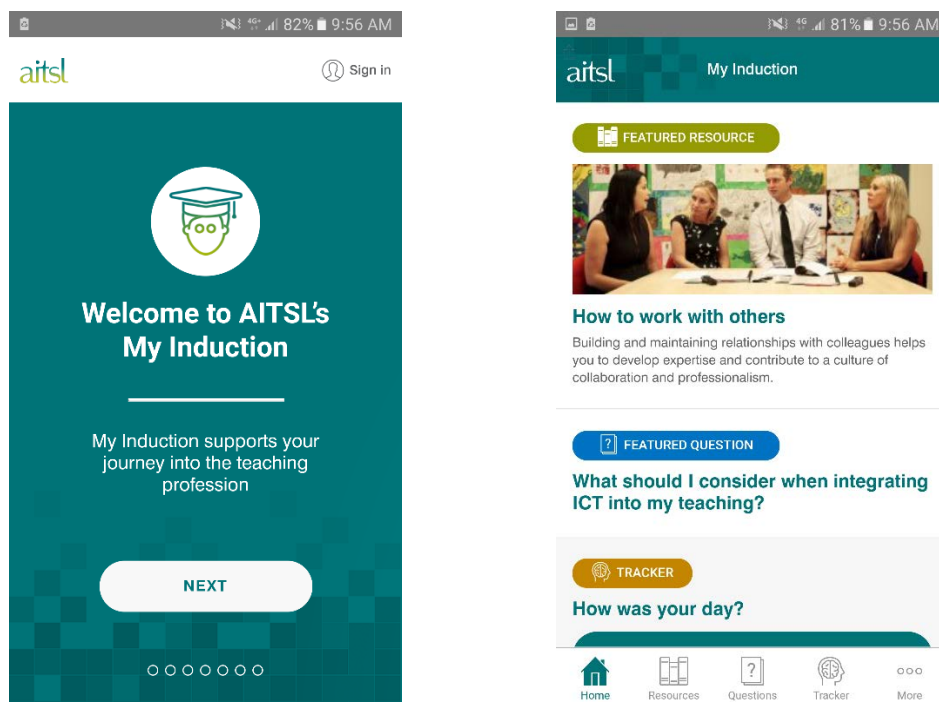 82% 9:56 AM
aitsl
Sign in
Welcome to AITSL's
My Induction
My Induction supports your
journey into the teaching
profession
NEXT
4G 81% 9:56 AM
aitsl
My Induction
FEATURED RESOURCE
How to work with others
Building and maintaining relationships with colleagues helps
you to develop expertise and contribute to a culture of
collaboration and professionalism.
? FEATURED QUESTION
What should I consider when integrating
ICT into my teaching?
TRACKER
How was your day?
Home
Resources
? Questions
Tracker
More